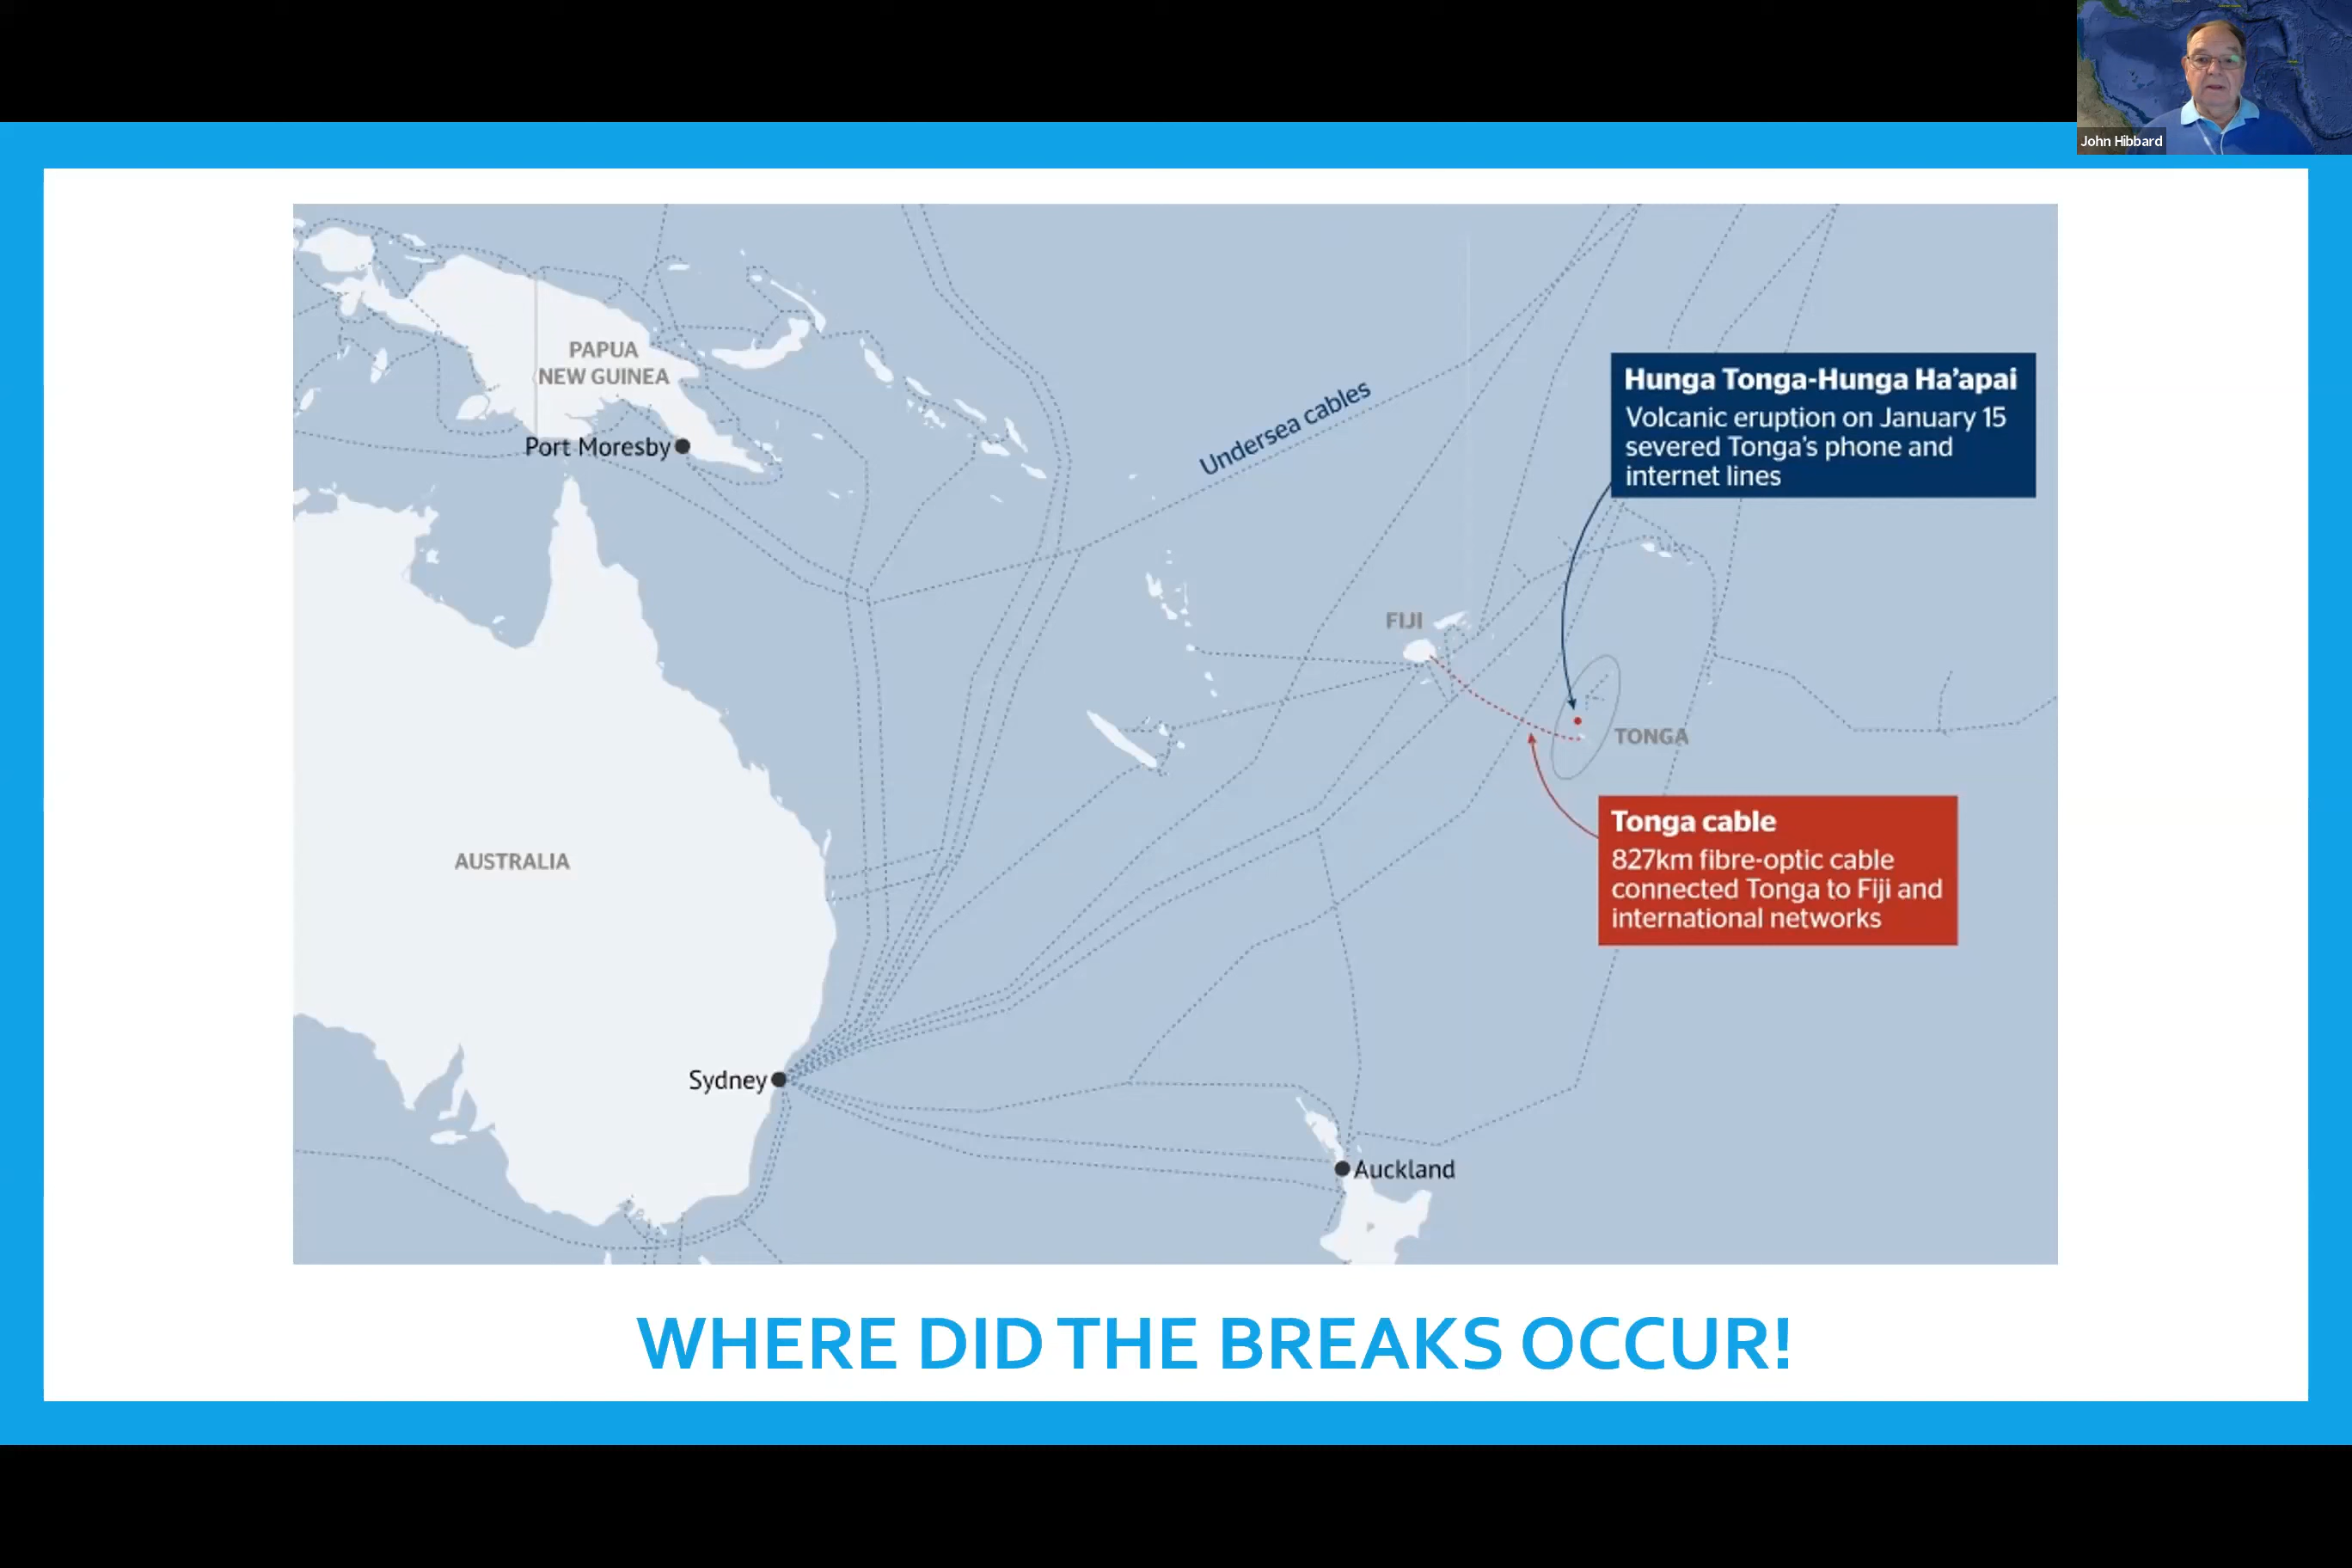 John Hibbard
PAPUA
NEW GUINEA
Port Moresby
Undersea cables
Hunga Tonga-Hunga Ha’apai
Volcanic eruption on January 15
severed Tonga’s phone and
internet lines
FIJI
TONGA
Tonga cable
827km fibre-optic cable
connected Tonga to Fiji and
international networks
AUSTRALIA
Sydney
Auckland
WHERE DID THE BREAKS OCCUR!